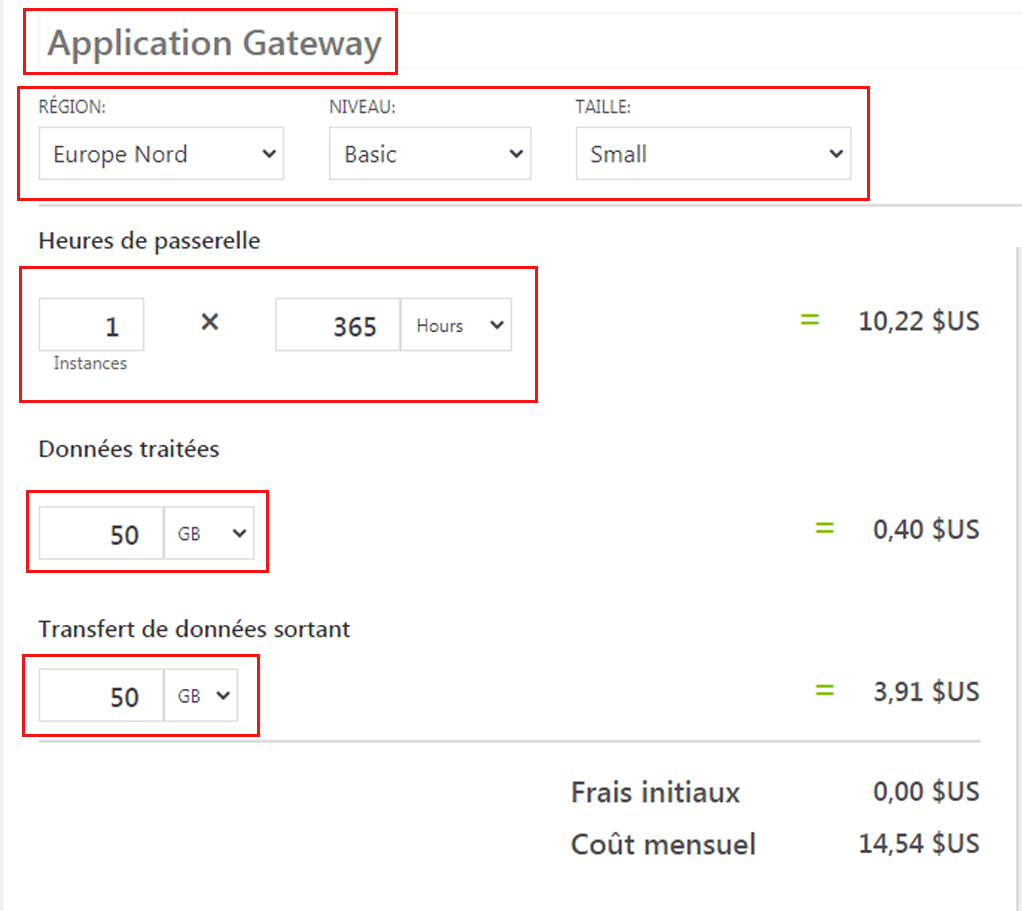 Application Gateway
RÉGION: NIVEAU: TAILLE:
Europe Nord Basic Small
Heures de passerelle
1 × 365 Hours = 10,22 $US
Instances
Données traitées
50 GB = 0,40 $US
Transfert de données sortant
50 GB = 3,91 $US
Frais initiaux 0,00 $US
Coût mensuel 14,54 $US